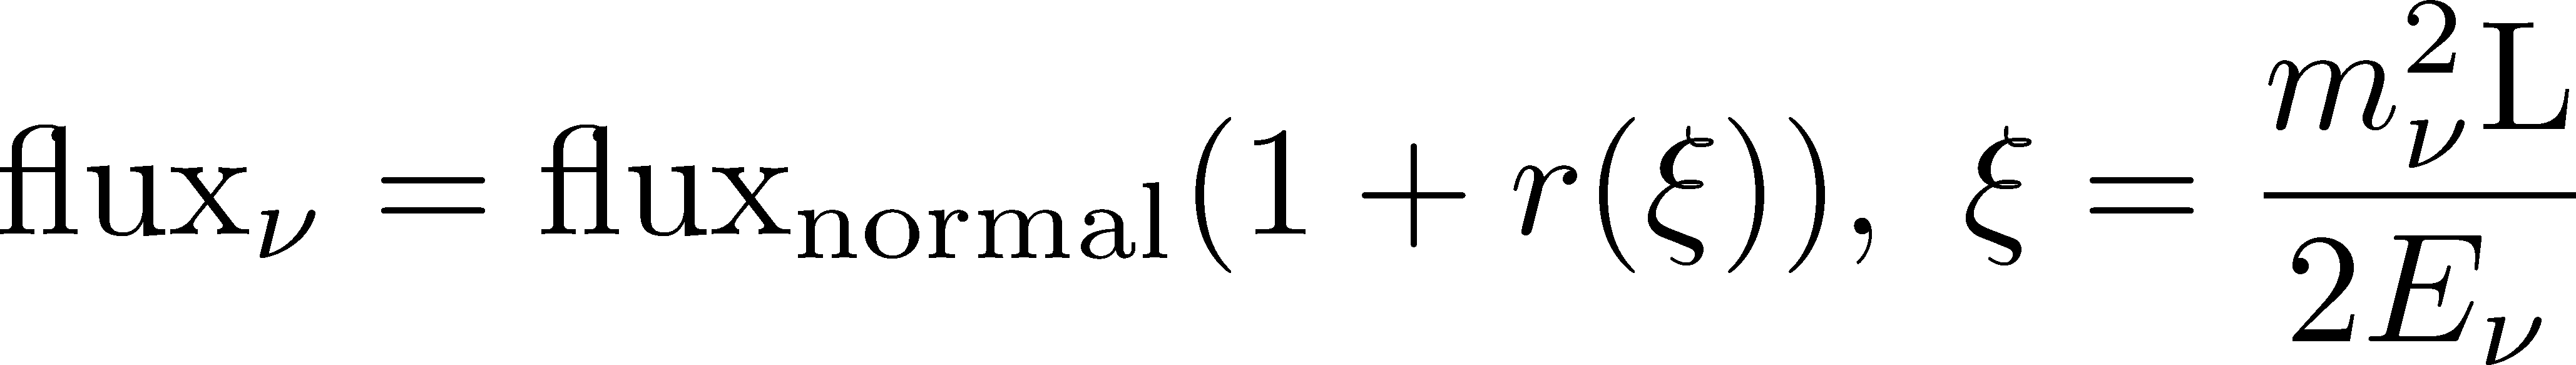 flux_ν = flux_normal(1 + r(ξ)), ξ = m_ν^2 L / 2E_ν